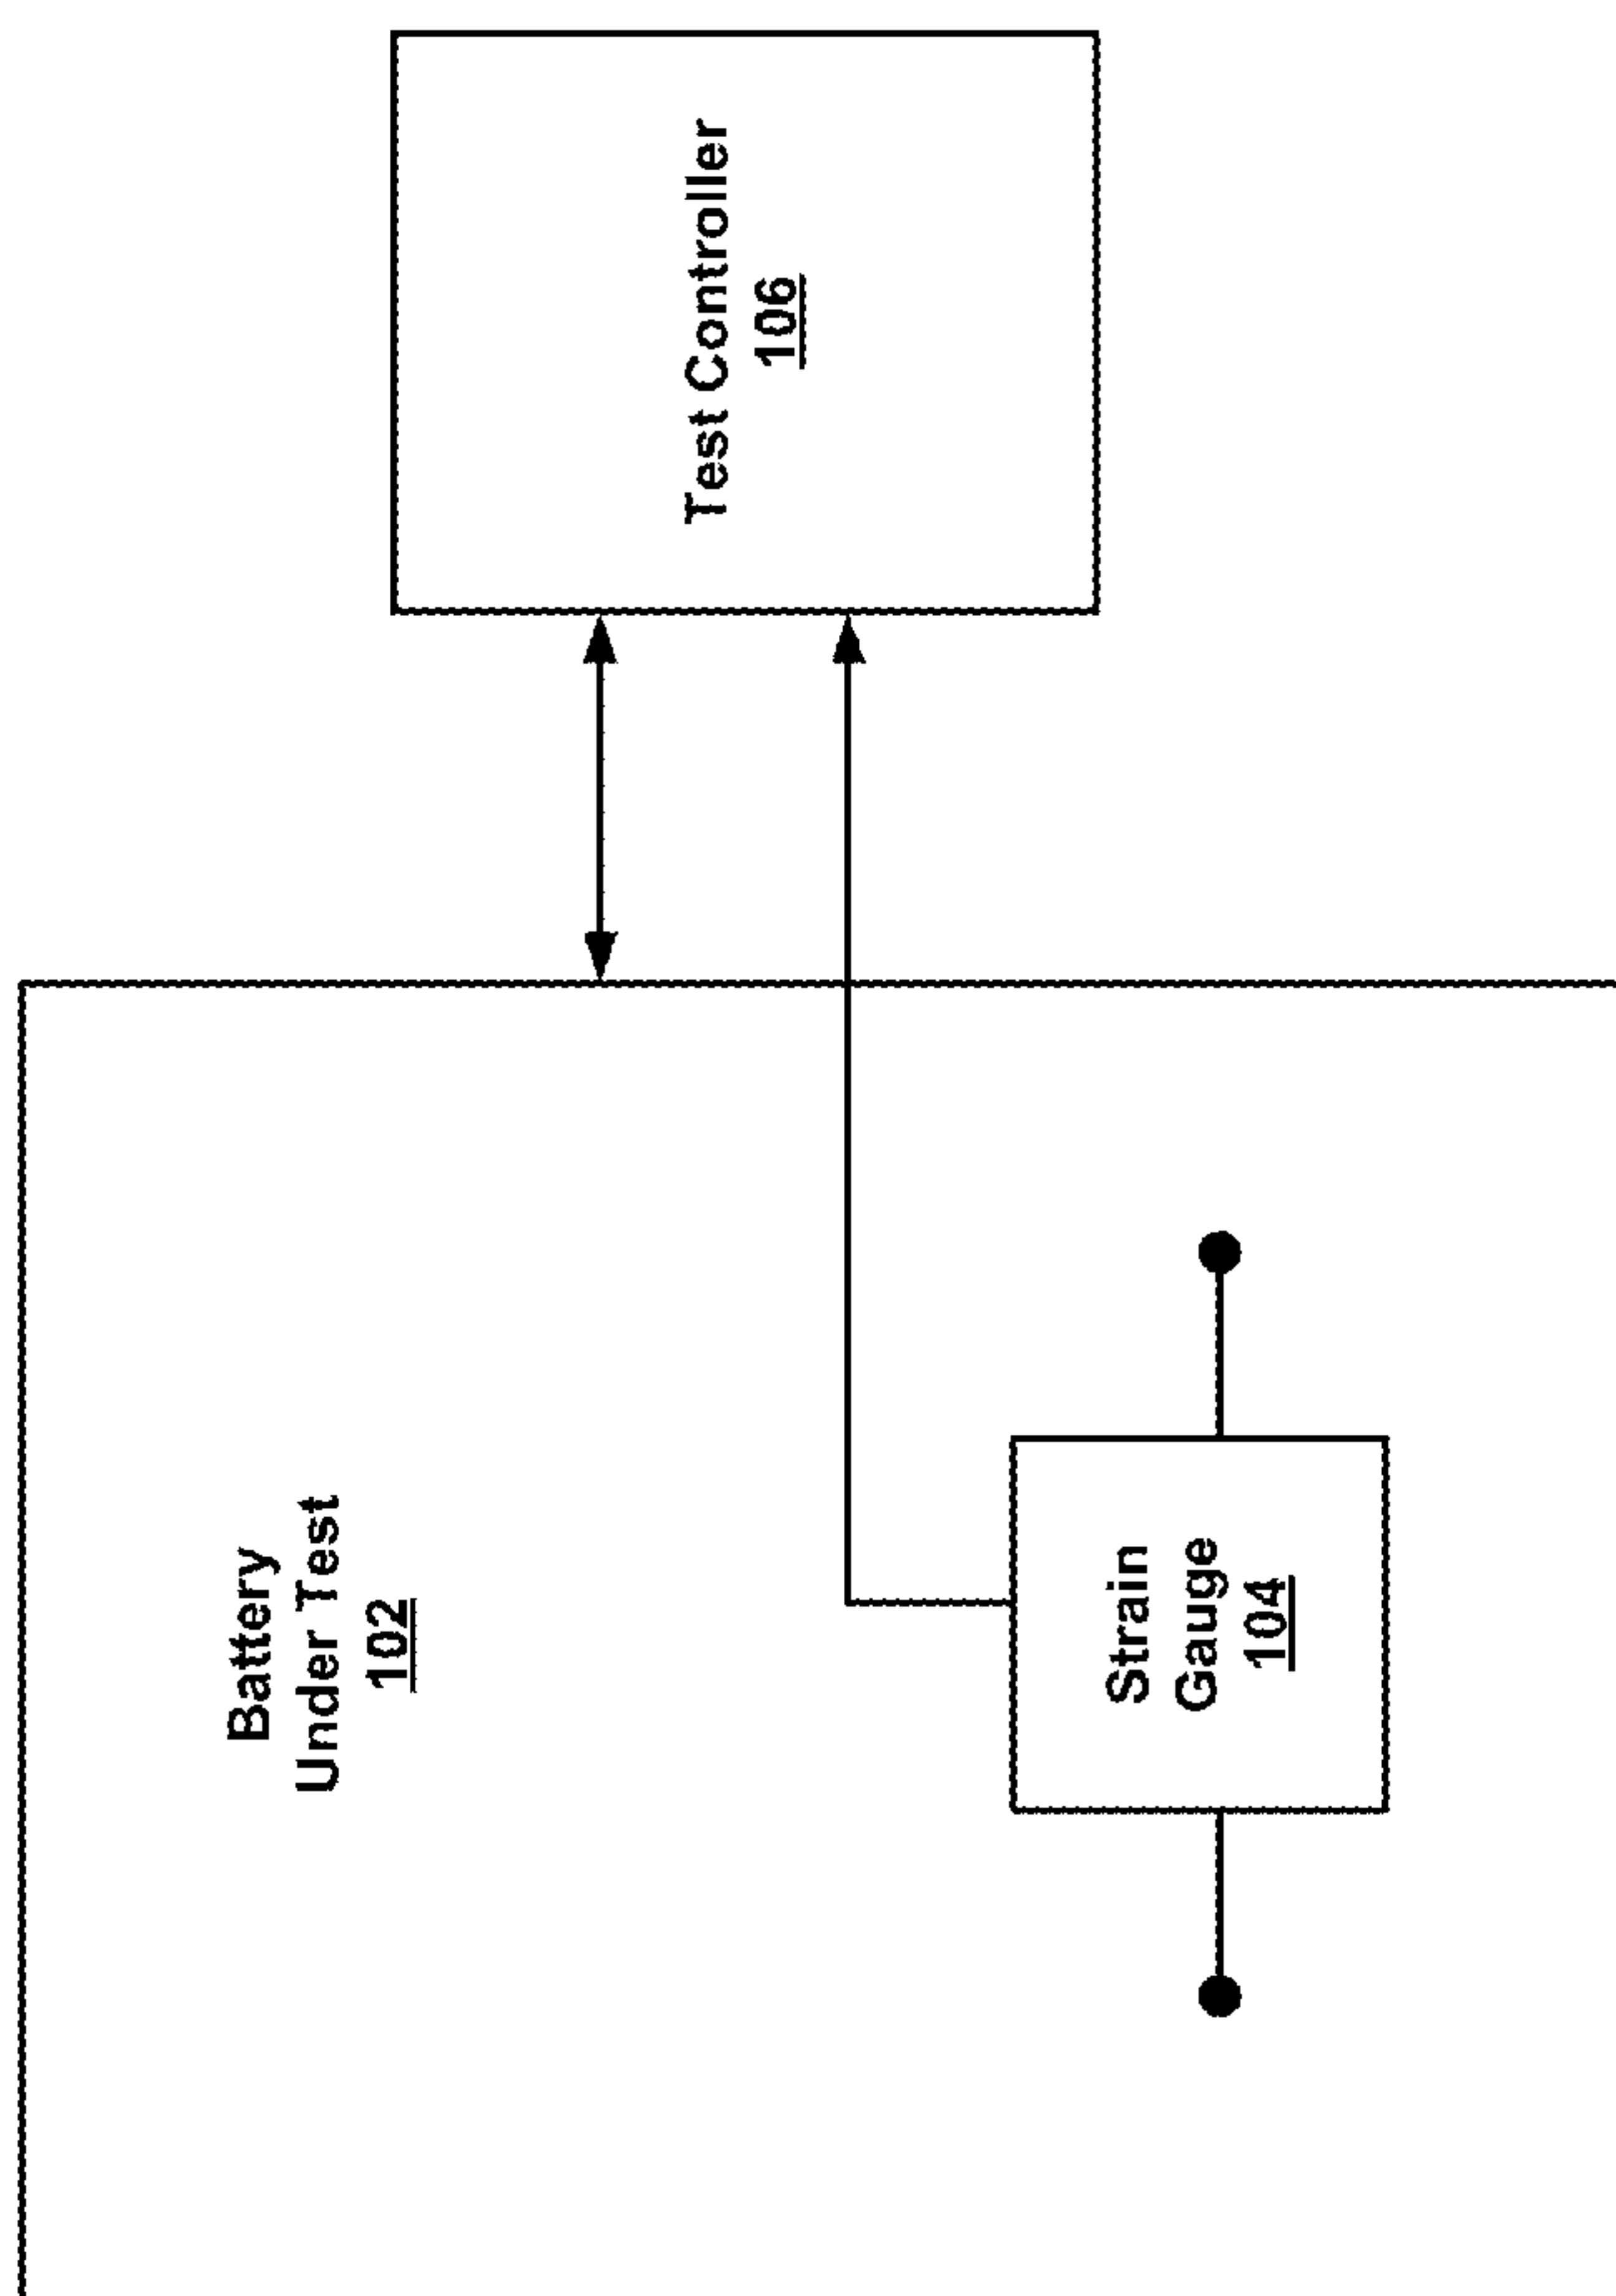 Battery
Under Test
102
Strain
Gauge
104
Test Controller
106